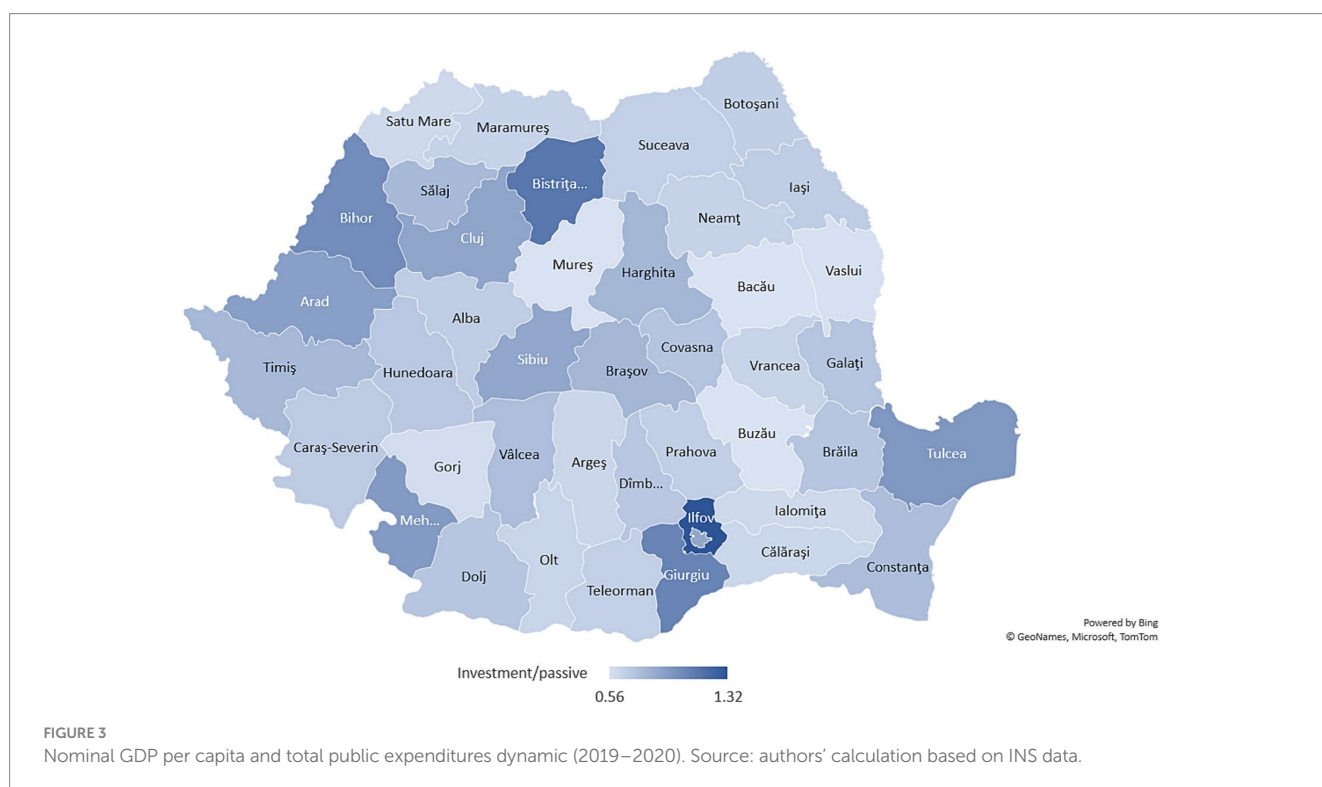 Botoşani
Satu Mare
Maramureş
Suceava
Sălaj
Bistriţa...
Iaşi
Bihor
Neamţ
Cluj
Mureş
Harghita
Vaslui
Bacău
Arad
Alba
Covasna
Sibiu
Timiş
Hunedoara
Braşov
Vrancea
Galaţi
Buzău
Caraş-Severin
Gorj
Vâlcea
Argeş
Prahova
Brăila
Tulcea
Dîmb...
Meh...
Ilfov
Ialomiţa
Olt
Călăraşi
Dolj
Giurgiu
Constanţa
Teleorman
Powered by Bing
© GeoNames, Microsoft, TomTom
Investment/passive
0.56 1.32
FIGURE 3
Nominal GDP per capita and total public expenditures dynamic (2019–2020). Source: authors’ calculation based on INS data.